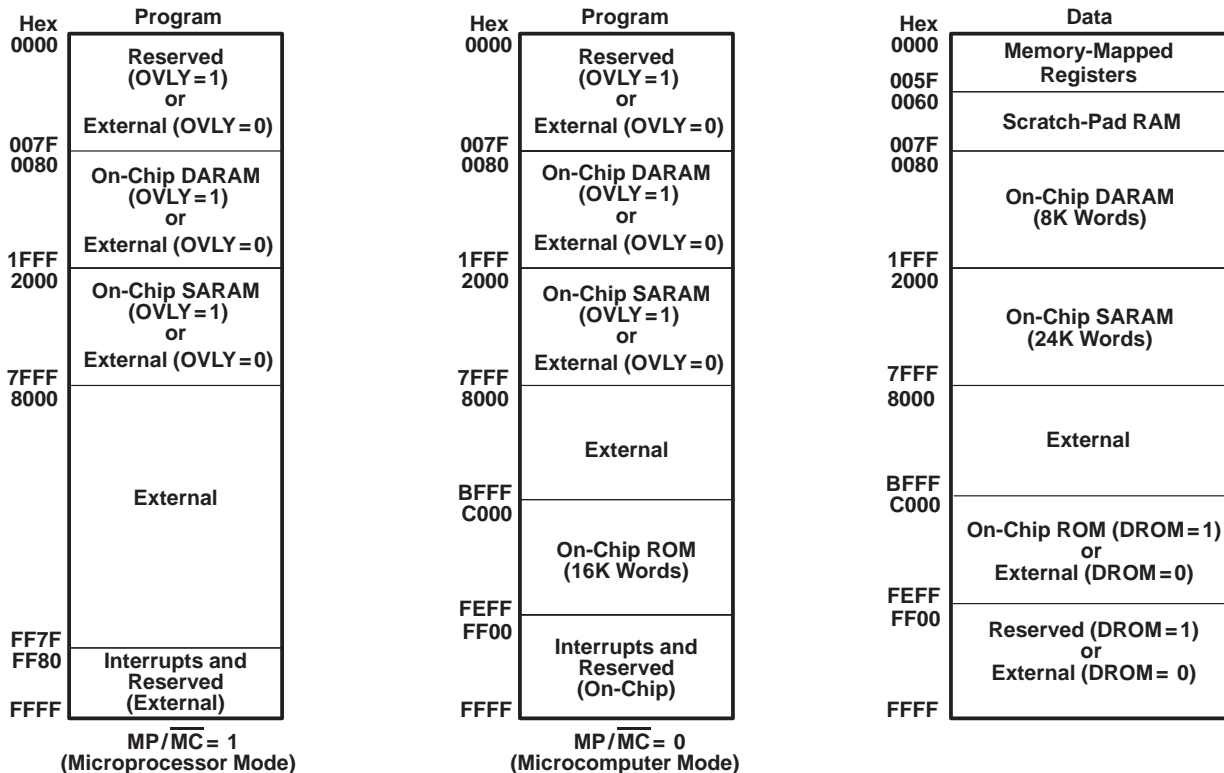 Hex
Program
0000
Reserved
(OVLY=1)
or
External (OVLY=0)
007F
0080
On-Chip DARAM
(OVLY=1)
or
External (OVLY=0)
1FFF
2000
On-Chip SARAM
(OVLY=1)
or
External (OVLY=0)
7FFF
8000
External
FF7F
FF80
Interrupts and
Reserved
(External)
FFFF
MP/M̅C̅= 1
(Microprocessor Mode)
Hex
Program
0000
Reserved
(OVLY=1)
or
External (OVLY=0)
007F
0080
On-Chip DARAM
(OVLY=1)
or
External (OVLY=0)
1FFF
2000
On-Chip SARAM
(OVLY=1)
or
External (OVLY=0)
7FFF
8000
External
BFFF
C000
On-Chip ROM
(16K Words)
FEFF
FF00
Interrupts and
Reserved
(On-Chip)
FFFF
MP/M̅C̅= 0
(Microcomputer Mode)
Hex
Data
0000
Memory-Mapped
Registers
005F
0060
Scratch-Pad RAM
007F
0080
On-Chip DARAM
(8K Words)
1FFF
2000
On-Chip SARAM
(24K Words)
7FFF
8000
External
BFFF
C000
On-Chip ROM (DROM=1)
or
External (DROM=0)
FEFF
FF00
Reserved (DROM=1)
or
External (DROM= 0)
FFFF